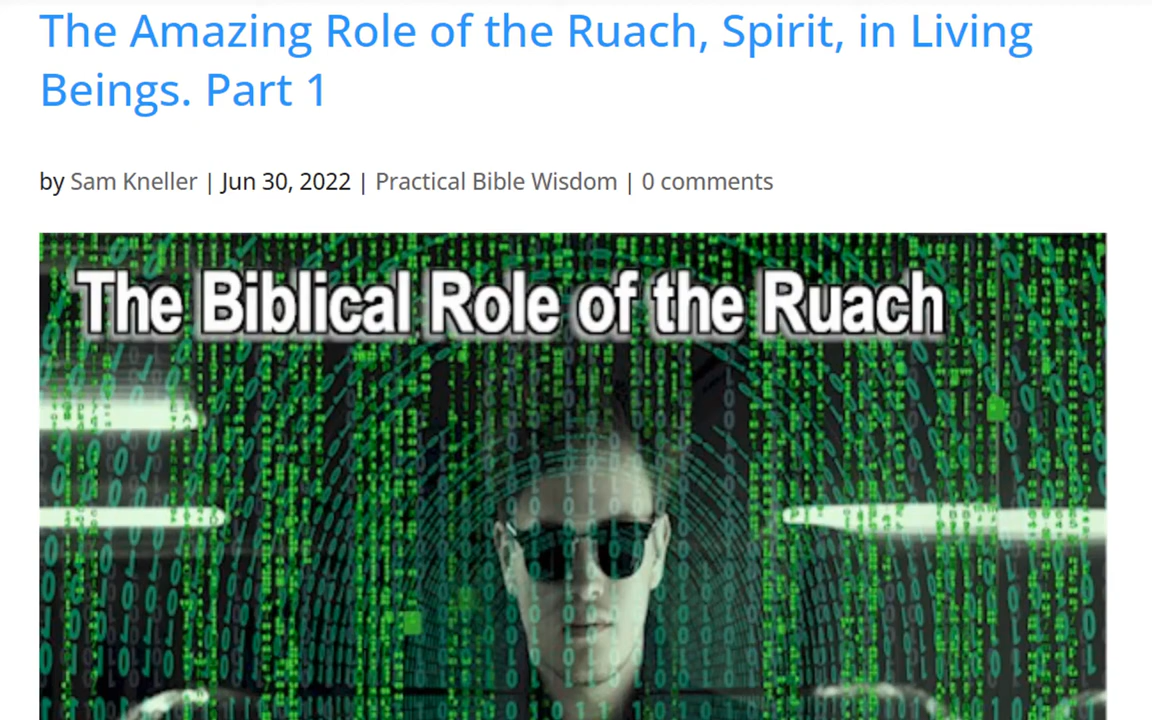 The Amazing Role of the Ruach, Spirit, in Living
Beings. Part 1
by Sam Kneller | Jun 30, 2022 | Practical Bible Wisdom | 0 comments
The Biblical Role of the Ruach